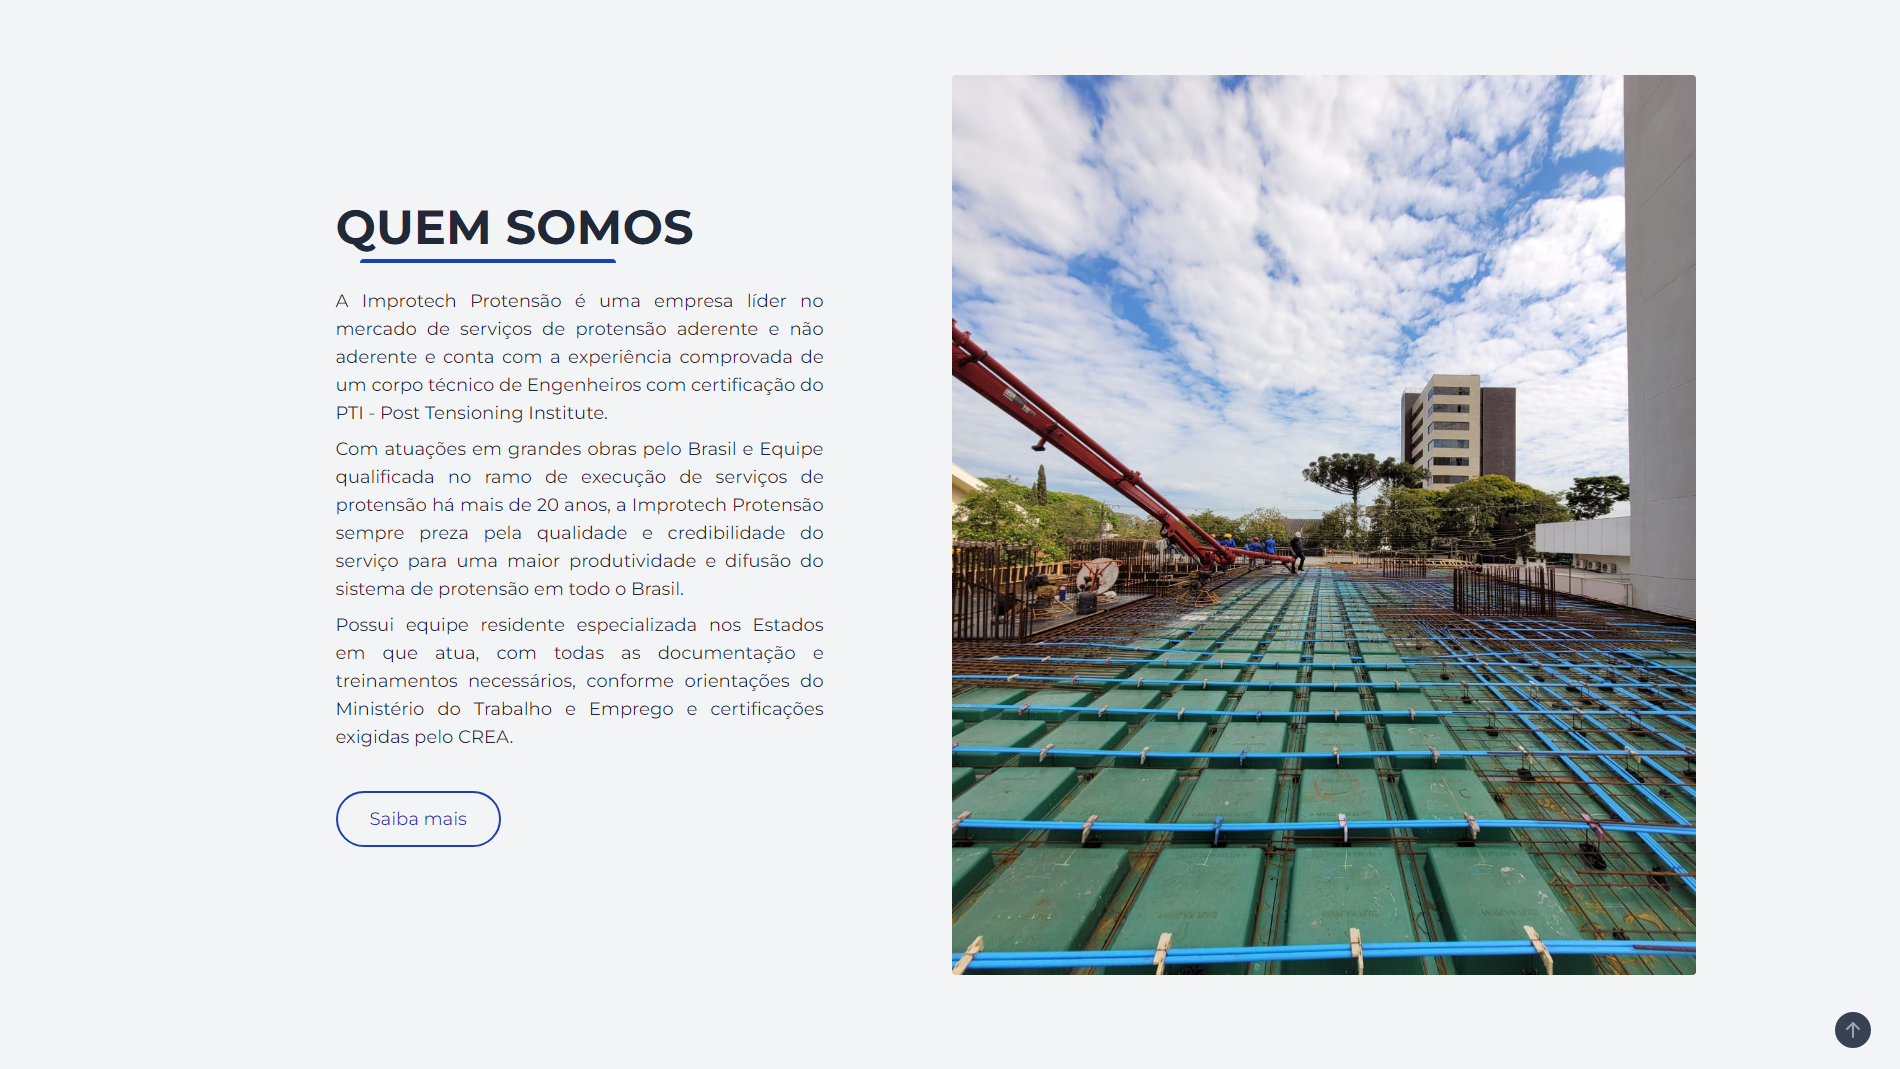 QUEM SOMOS
A Improtech Protensão é uma empresa líder no
mercado de serviços de protensão aderente e não
aderente e conta com a experiência comprovada de
um corpo técnico de Engenheiros com certificação do
PTI - Post Tensioning Institute.
Com atuações em grandes obras pelo Brasil e Equipe
qualificada no ramo de execução de serviços de
protensão há mais de 20 anos, a Improtech Protensão
sempre preza pela qualidade e credibilidade do
serviço para uma maior produtividade e difusão do
sistema de protensão em todo o Brasil.
Possui equipe residente especializada nos Estados
em que atua, com todas as documentação e
treinamentos necessários, conforme orientações do
Ministério do Trabalho e Emprego e certificações
exigidas pelo CREA.
Saiba mais